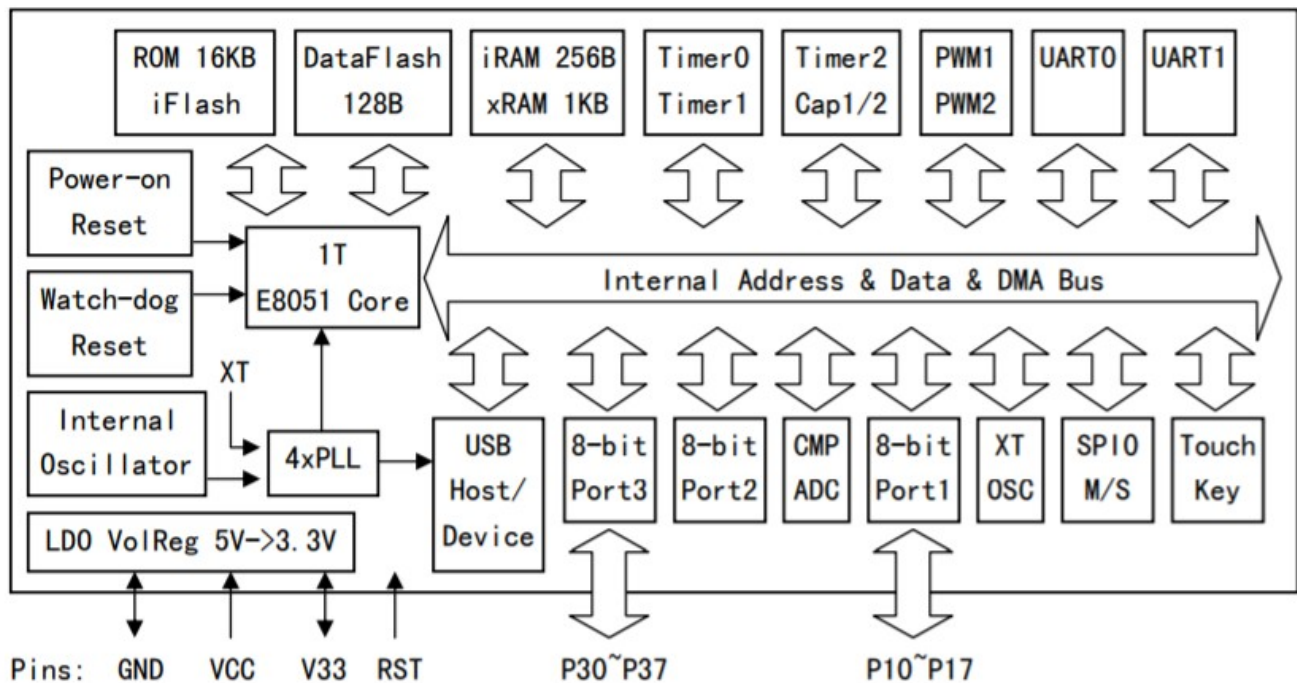 ROM 16KB
iFlash
DataFlash
128B
iRAM 256B
xRAM 1KB
Timer0
Timer1
Timer2
Cap1/2
PWM1
PWM2
UART0
UART1
Power-on
Reset
1T
E8051 Core
Internal Address & Data & DMA Bus
Watch-dog
Reset
XT
Internal
Oscillator
4xPLL
USB
Host/
Device
8-bit
Port3
8-bit
Port2
CMP
ADC
8-bit
Port1
XT
OSC
SPI0
M/S
Touch
Key
LDO VolReg 5V->3.3V
Pins: GND VCC V33 RST P30~P37 P10~P17